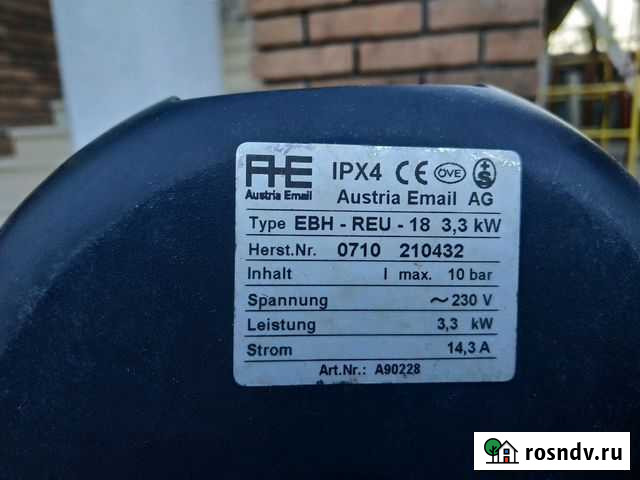 AE IPX4 CE ÖVE S
Austria Email Austria Email AG
Type EBH - REU - 18 3,3 kW
Herst.Nr. 0710 210432
Inhalt l max. 10 bar
Spannung ~ 230 V
Leistung 3,3 kW
Strom 14,3 A
Art.Nr.: A90228
rosndv.ru